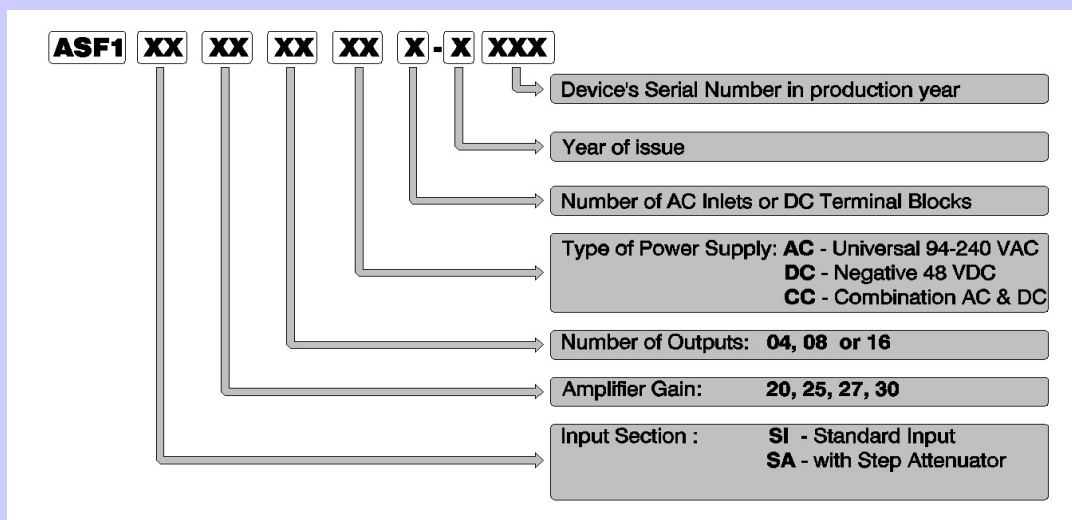 ASF1 XX XX XX XX X - X XXX
Device's Serial Number in production year
Year of issue
Number of AC Inlets or DC Terminal Blocks
Type of Power Supply: AC - Universal 94-240 VAC
DC - Negative 48 VDC
CC - Combination AC & DC
Number of Outputs: 04, 08 or 16
Amplifier Gain: 20, 25, 27, 30
Input Section : SI - Standard Input
SA - with Step Attenuator